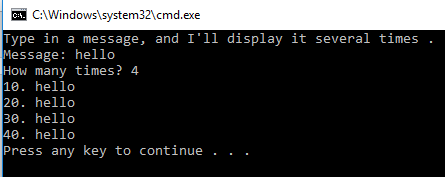 C:\Windows\system32\cmd.exe
Type in a message, and I'll display it several times .
Message: hello
How many times? 4
10. hello
20. hello
30. hello
40. hello
Press any key to continue . . .